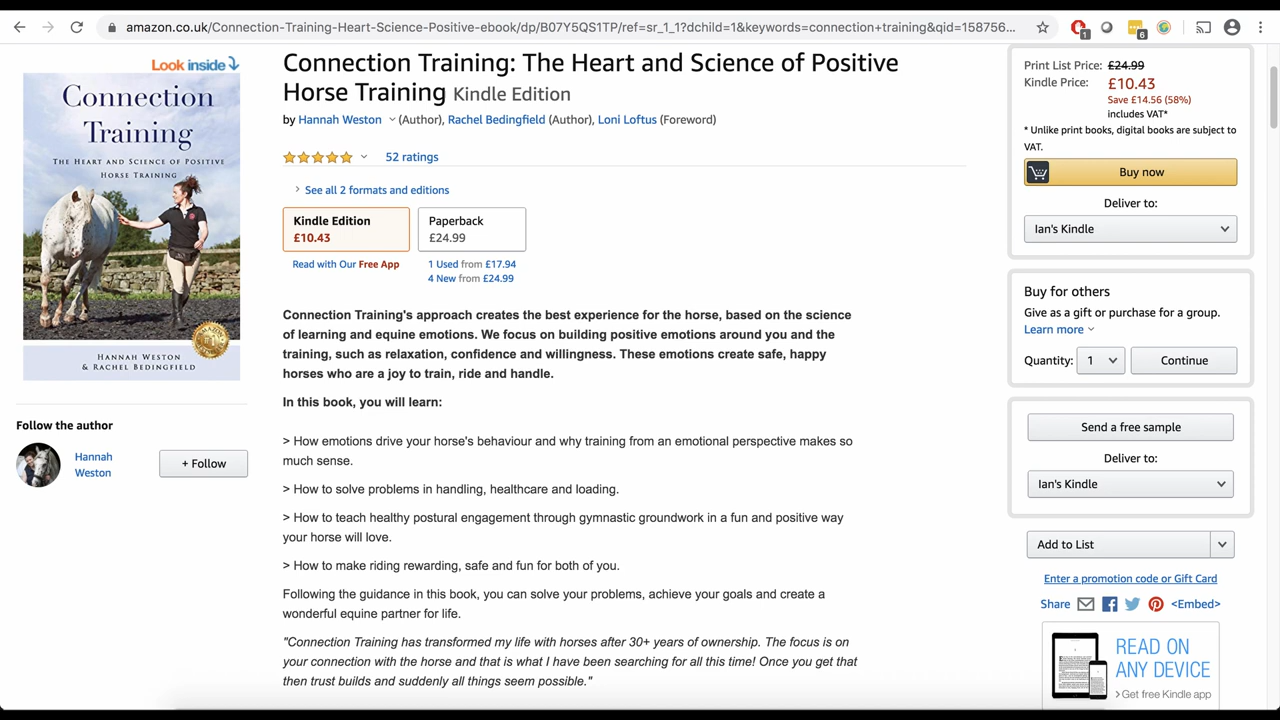 amazon.co.uk/Connection-Training-Heart-Science-Positive-ebook/dp/B07Y5QS1TP/ref=sr_1_1?dchild=1&keywords=connection+training&qid=158756...
1
6
Look inside
Connection
Training
THE HEART AND SCIENCE OF POSITIVE
HORSE TRAINING
AMAZON
#1
HANNAH WESTON
& RACHEL BEDINGFIELD
Follow the author
Hannah
Weston
+ Follow
Connection Training: The Heart and Science of Positive
Horse Training Kindle Edition
by Hannah Weston (Author), Rachel Bedingfield (Author), Loni Loftus (Foreword)
52 ratings
See all 2 formats and editions
Kindle Edition
£10.43
Read with Our Free App
Paperback
£24.99
1 Used from £17.94
4 New from £24.99
Connection Training's approach creates the best experience for the horse, based on the science
of learning and equine emotions. We focus on building positive emotions around you and the
training, such as relaxation, confidence and willingness. These emotions create safe, happy
horses who are a joy to train, ride and handle.
In this book, you will learn:
> How emotions drive your horse's behaviour and why training from an emotional perspective makes so
much sense.
> How to solve problems in handling, healthcare and loading.
> How to teach healthy postural engagement through gymnastic groundwork in a fun and positive way
your horse will love.
> How to make riding rewarding, safe and fun for both of you.
Following the guidance in this book, you can solve your problems, achieve your goals and create a
wonderful equine partner for life.
"Connection Training has transformed my life with horses after 30+ years of ownership. The focus is on
your connection with the horse and that is what I have been searching for all this time! Once you get that
then trust builds and suddenly all things seem possible."
Print List Price: £24.99
Kindle Price: £10.43
Save £14.56 (58%)
includes VAT*
* Unlike print books, digital books are subject to
VAT.
Buy now
Deliver to:
Ian's Kindle
Buy for others
Give as a gift or purchase for a group.
Learn more
Quantity: 1
Continue
Send a free sample
Deliver to:
Ian's Kindle
Add to List
Enter a promotion code or Gift Card
Share <Embed>
READ ON
ANY DEVICE
> Get free Kindle app